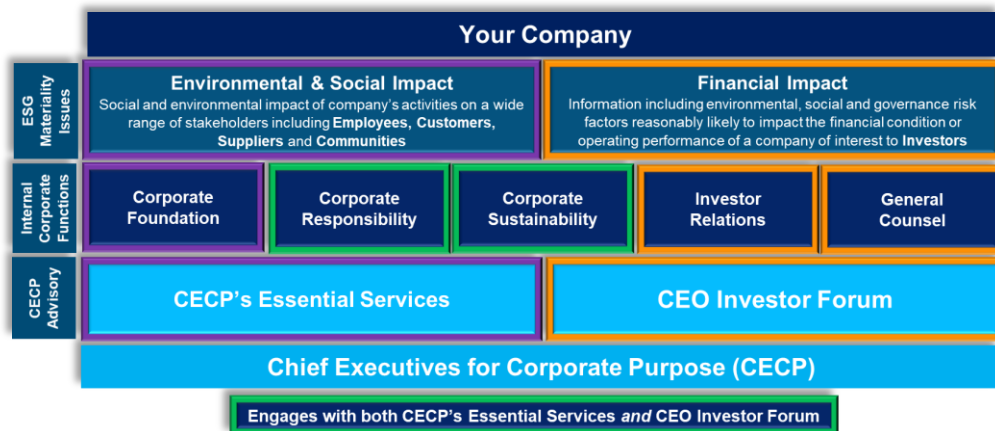 Your Company
ESG
Materiality
Issues
Environmental & Social Impact
Social and environmental impact of company's activities on a wide
range of stakeholders including Employees, Customers,
Suppliers and Communities
Financial Impact
Information including environmental, social and governance risk
factors reasonably likely to impact the financial condition or
operating performance of a company of interest to Investors
Internal
Corporate
Functions
Corporate
Foundation
Corporate
Responsibility
Corporate
Sustainability
Investor
Relations
General
Counsel
CECP
Advisory
CECP's Essential Services
CEO Investor Forum
Chief Executives for Corporate Purpose (CECP)
Engages with both CECP's Essential Services and CEO Investor Forum